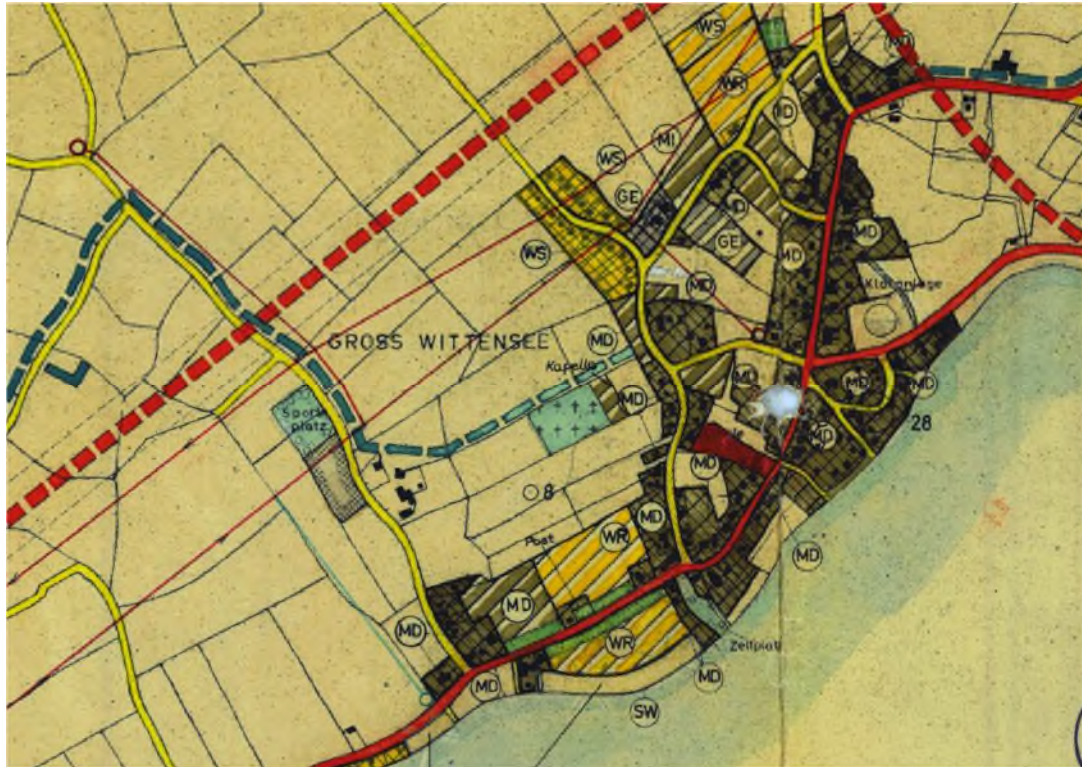 WS
MD
WR
MI
WS
GE
GE
MD
MD
WS
MD
Kläranlage
GROSS WITTENSEE
MD
Kapelle
MD
MD
MD
MD
28
MD
Sport-
platz
MD
8
MD
Post
WR
MD
MD
MD
WR
Zeltplatz
MD
MD
SW